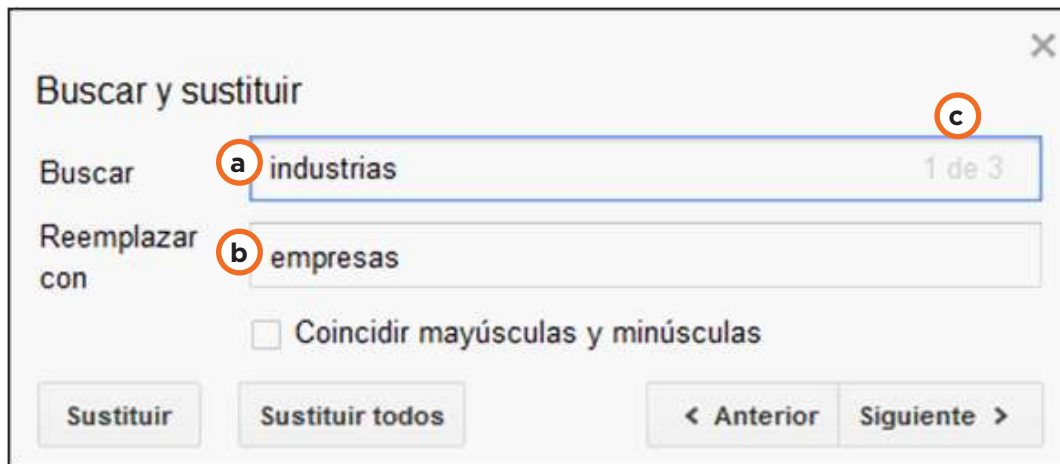 ×
Buscar y sustituir
c
Buscar a industrias 1 de 3
Reemplazar con b empresas
Coincidir mayúsculas y minúsculas
Sustituir Sustituir todos < Anterior Siguiente >